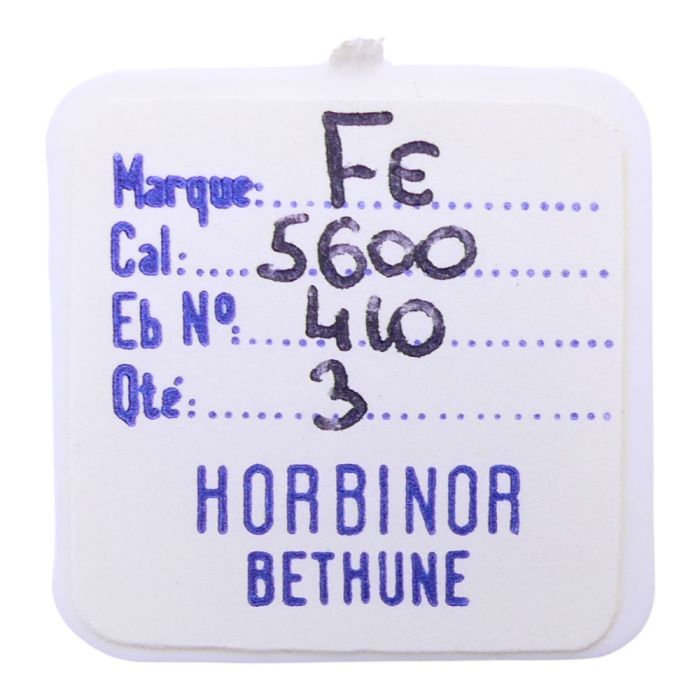 Marque: FE
Cal: 5600
Eb Nº: 410
Qté: 3
HORBINOR
BETHUNE